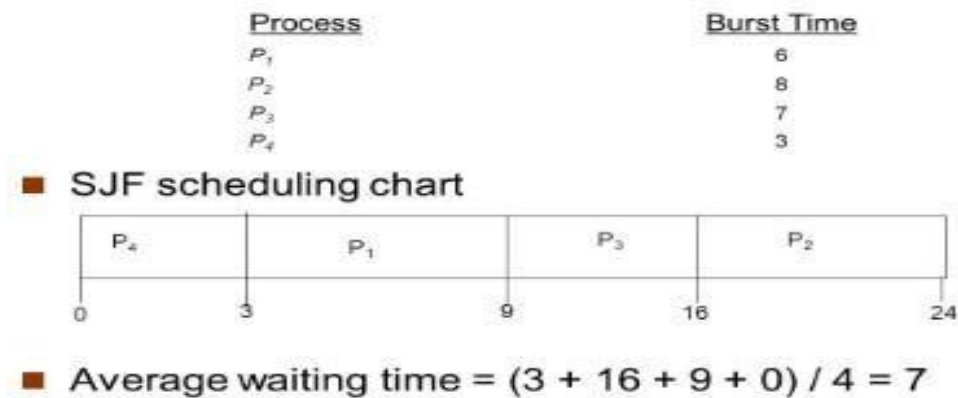 Process Burst Time
P₁ 6
P₂ 8
P₃ 7
P₄ 3
■ SJF scheduling chart
P₄ P₁ P₃ P₂
0 3 9 16 24
■ Average waiting time = (3 + 16 + 9 + 0) / 4 = 7